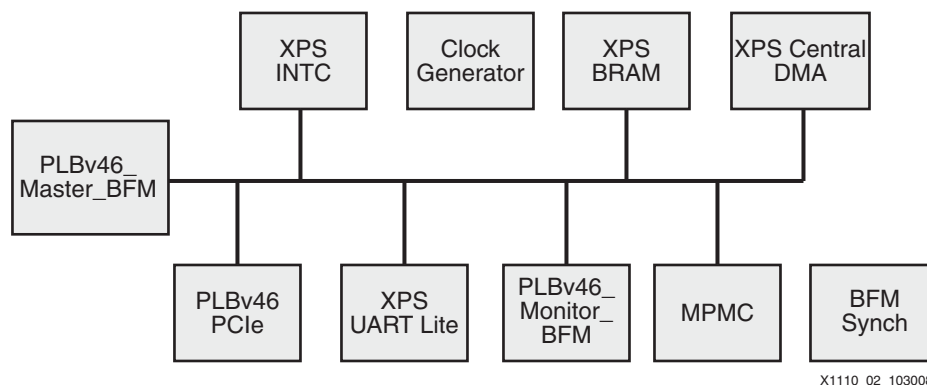 XPS
INTC
Clock
Generator
XPS
BRAM
XPS Central
DMA
PLBv46_
Master_BFM
PLBv46
PCIe
XPS
UART Lite
PLBv46_
Monitor_
BFM
MPMC
BFM
Synch
X1110_02_103008